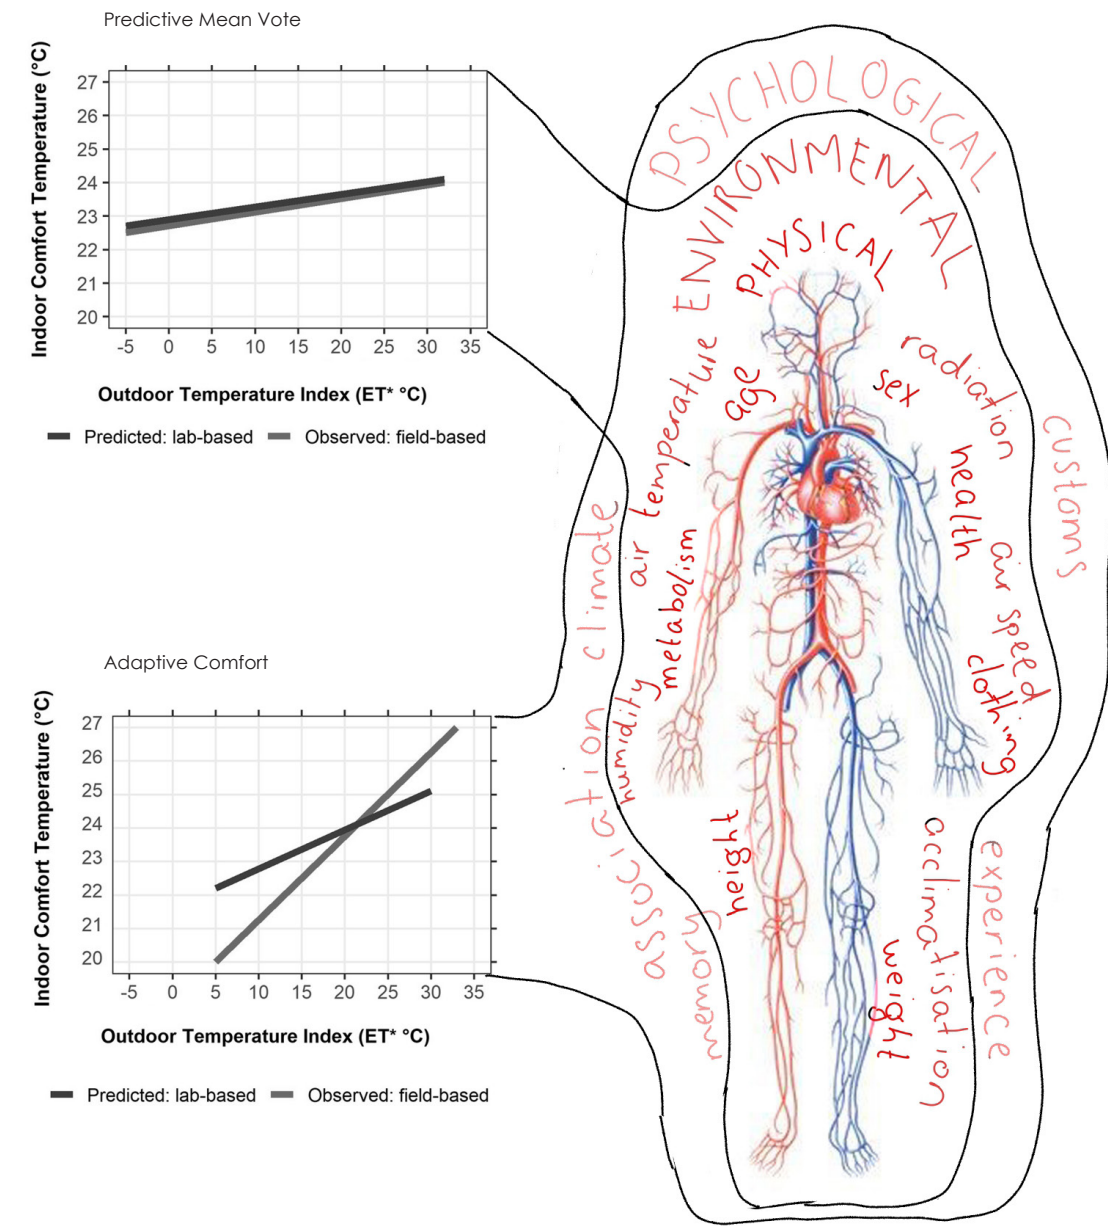 Predictive Mean Vote
Indoor Comfort Temperature (°C)
27
26
25
24
23
22
21
20
-5 0 5 10 15 20 25 30 35
Outdoor Temperature Index (ET* °C)
Predicted: lab-based Observed: field-based
Adaptive Comfort
Indoor Comfort Temperature (°C)
27
26
25
24
23
22
21
20
-5 0 5 10 15 20 25 30 35
Outdoor Temperature Index (ET* °C)
Predicted: lab-based Observed: field-based
PSYCHOLOGICAL
ENVIRONMENTAL
PHYSICAL
age
sex
radiation
air temperature
health
customs
climate
metabolism
air speed
clothing
humidity
association
height
acclimatisation
experience
memory
weight